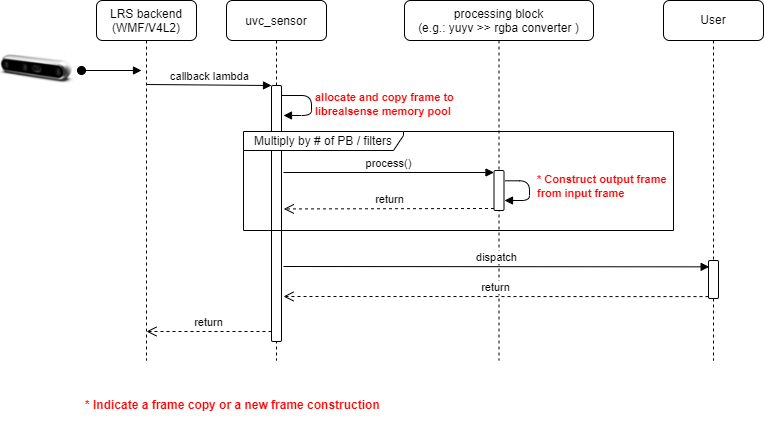 LRS backend
(WMF/V4L2)
uvc_sensor
processing block
(e.g.: yuyv >> rgba converter )
User
callback lambda
allocate and copy frame to
librealsense memory pool
Multiply by # of PB / filters
process()
* Construct output frame
from input frame
return
dispatch
return
return
* Indicate a frame copy or a new frame construction